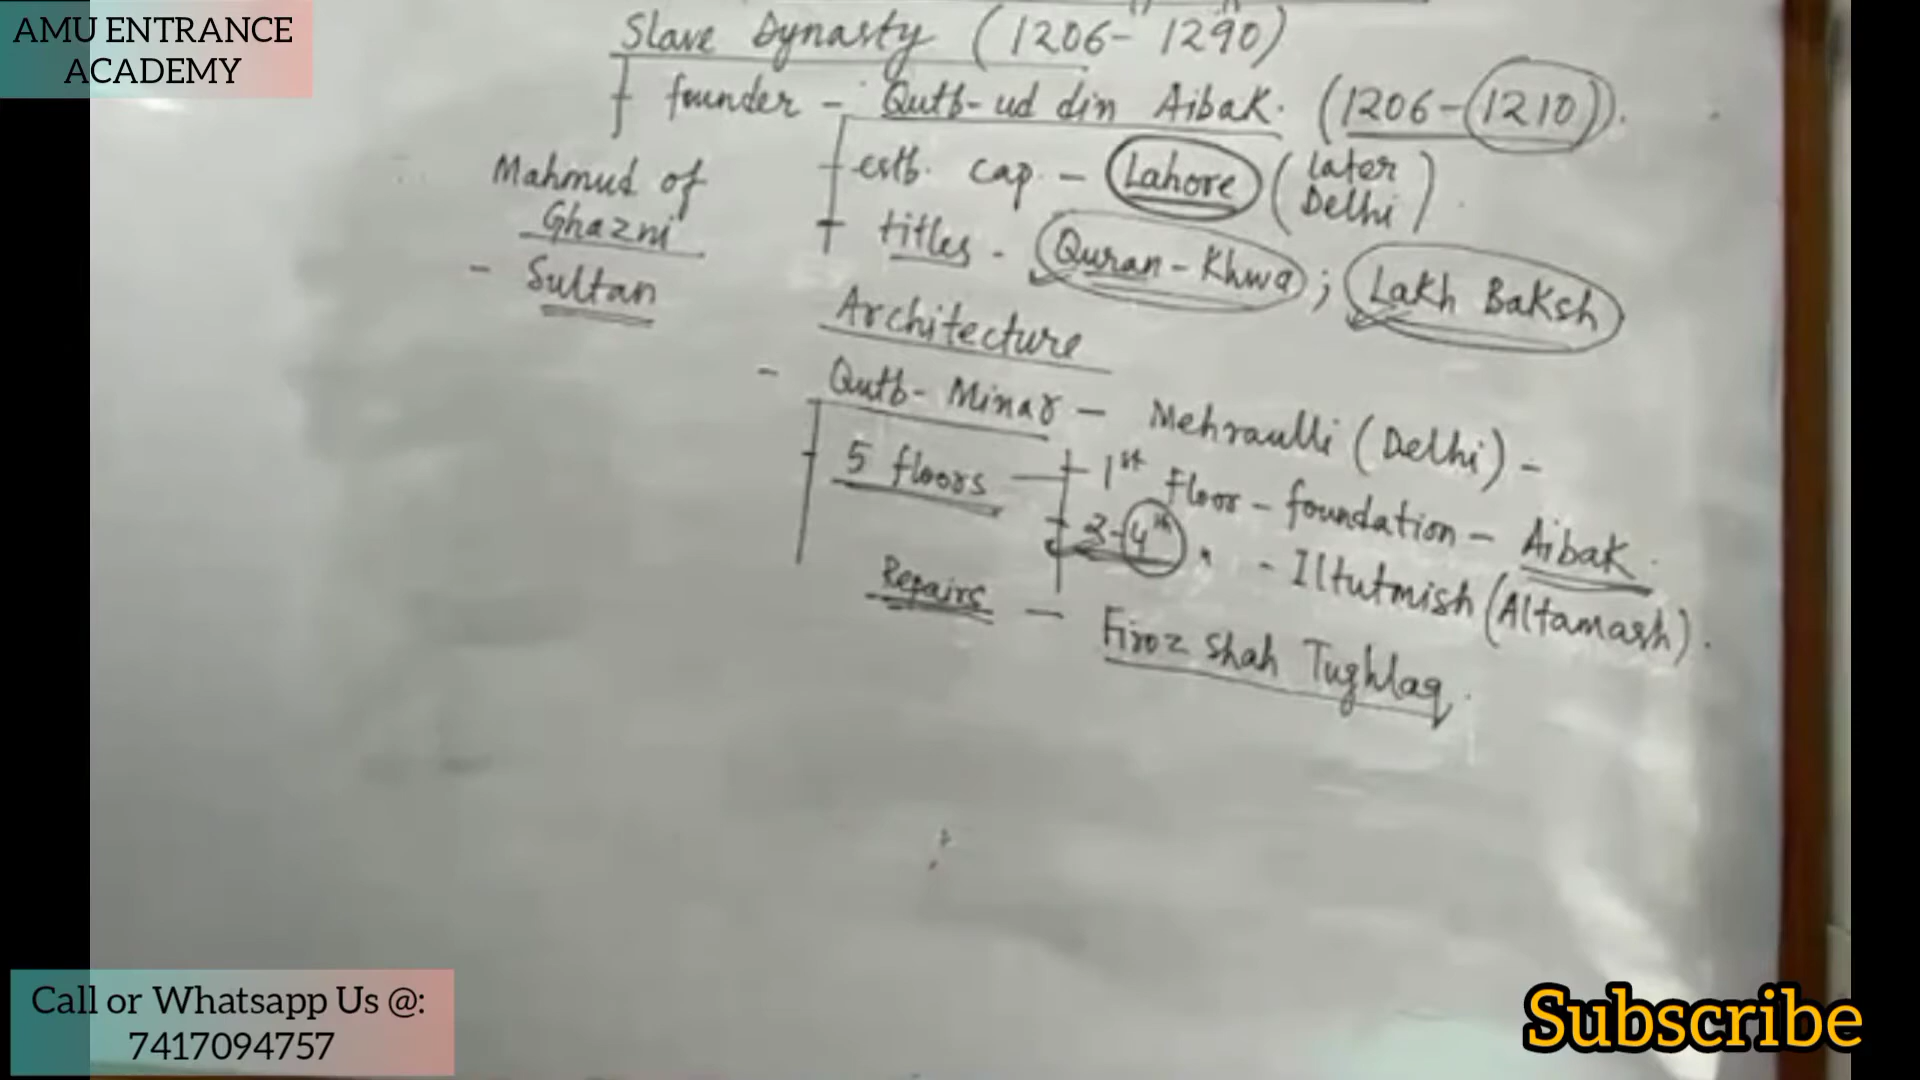 AMU ENTRANCE
ACADEMY
Slave Dynasty (1206-1290)
founder - Qutb-ud din Aibak. (1206-1210).
Mahmud of
Ghazni
- Sultan
estb. cap. - Lahore (later
Delhi)
titles - Quran-Khwa ; Lakh Baksh
Architecture
- Qutb-Minar - Mehraulli (Delhi) -
5 floors
1st Floor - foundation - Aibak.
3-4th " - Iltutmish (Altamash).
Repairs - Firoz Shah Tughlaq.
Call or Whatsapp Us @:
7417094757
Subscribe